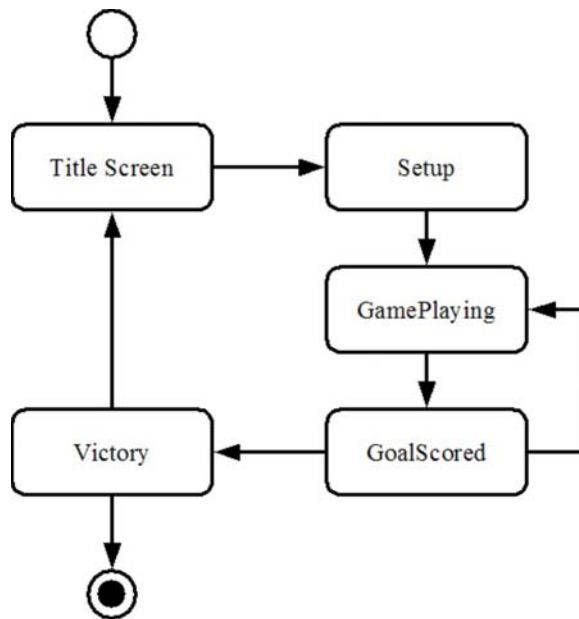 Title Screen
Setup
GamePlaying
Victory
GoalScored